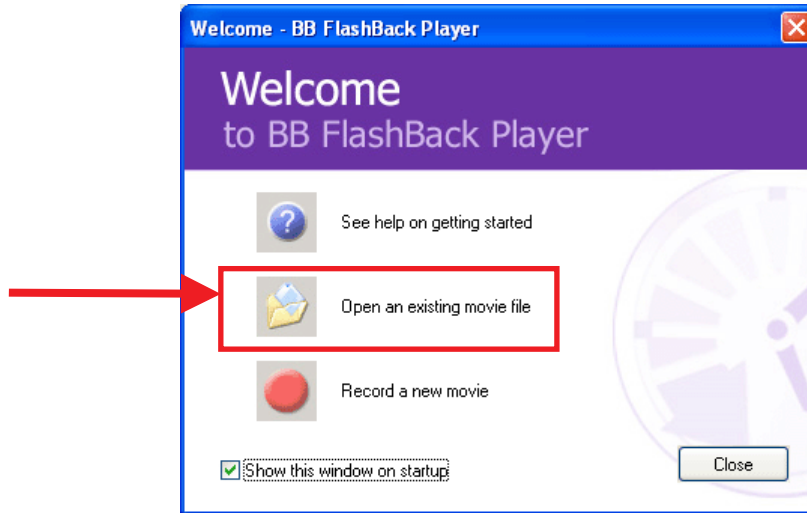 Welcome - BB FlashBack Player
Welcome
to BB FlashBack Player
See help on getting started
Open an existing movie file
Record a new movie
Show this window on startup
Close